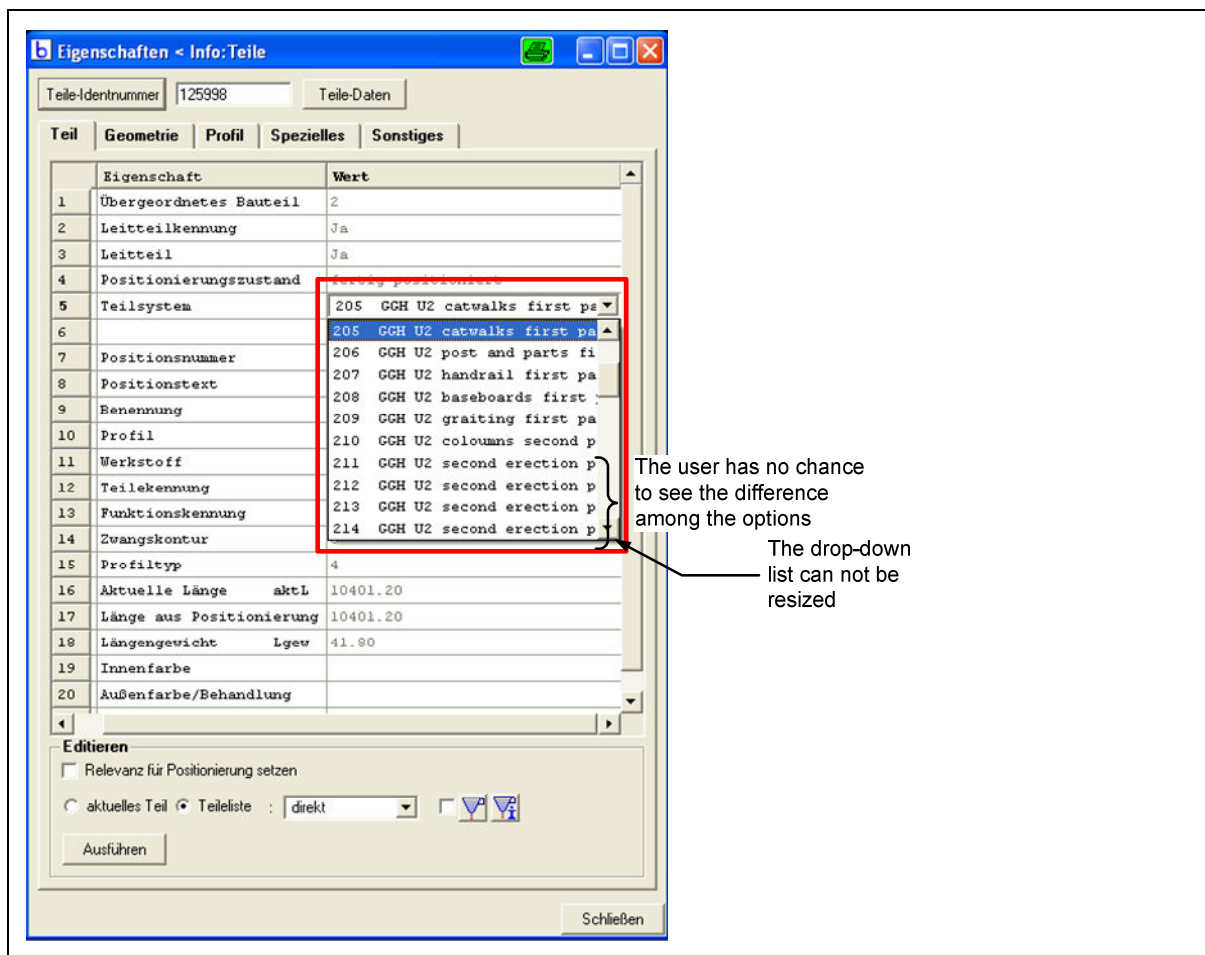 Eigenschaften < Info:Teile
Teile-Identnummer 125998 Teile-Daten
Teil Geometrie Profil Spezielles Sonstiges
Eigenschaft Wert
1 Übergeordnetes Bauteil 2
2 Leitteilkennung Ja
3 Leitteil Ja
4 Positionierungszustand fertig positioniert
5 Teilsystem 205 GGH U2 catwalks first pa
6 205 GGH U2 catwalks first pa
206 GGH U2 post and parts fi
7 Positionsnummer
207 GGH U2 handrail first pa
8 Positionstext
208 GGH U2 baseboards first
9 Benennung
209 GGH U2 graiting first pa
10 Profil
210 GGH U2 coloumns second p
11 Werkstoff
211 GGH U2 second erection p
12 Teilekennung
212 GGH U2 second erection p
13 Funktionskennung
213 GGH U2 second erection p
14 Zwangskontur
214 GGH U2 second erection p
The user has no chance
to see the difference
among the options
The drop-down
list can not be
resized
15 Profiltyp 4
16 Aktuelle Länge aktL 10401.20
17 Länge aus Positionierung 10401.20
18 Längengewicht Lgew 41.80
19 Innenfarbe
20 Außenfarbe/Behandlung
Editieren
Relevanz für Positionierung setzen
aktuelles Teil Teileliste : direkt
Ausführen
Schließen